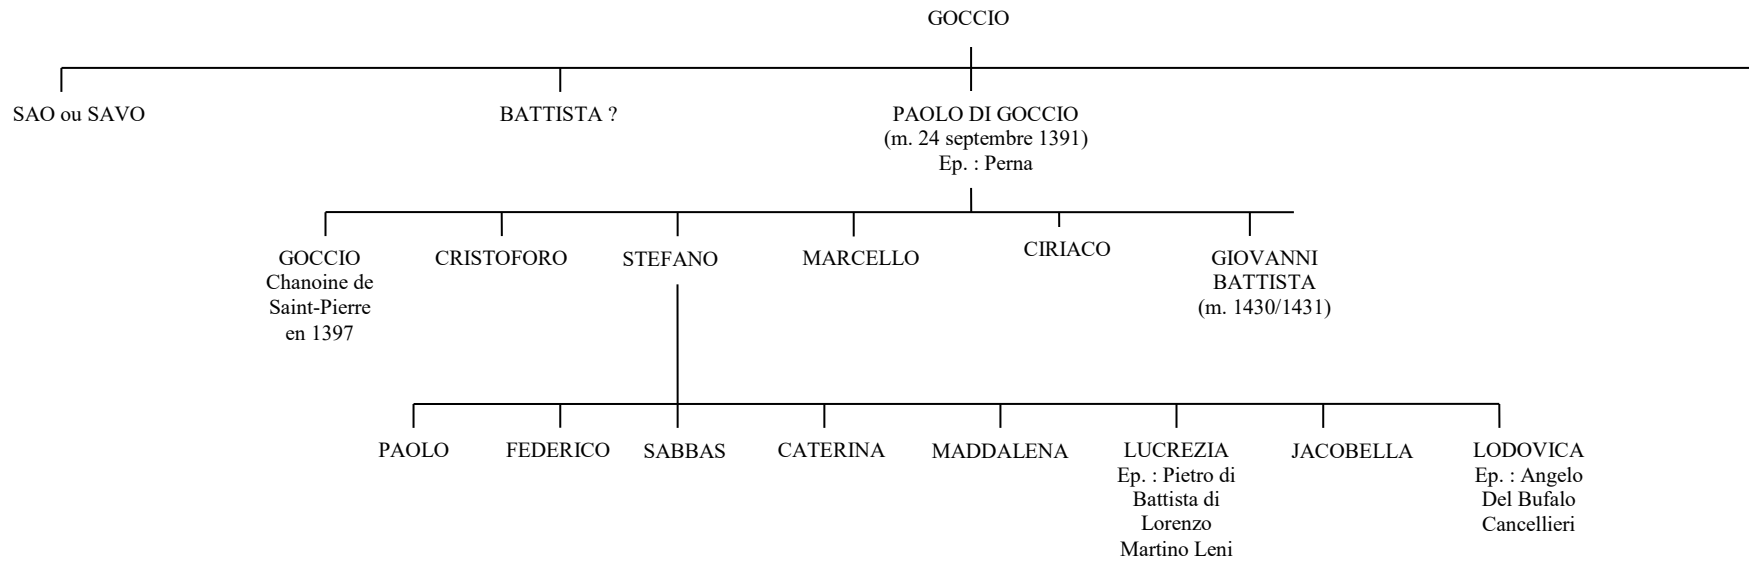 GOCCIO
SAO ou SAVO
BATTISTA ?
PAOLO DI GOCCIO
(m. 24 septembre 1391)
Ep. : Perna
GOCCIO
Chanoine de
Saint-Pierre
en 1397
CRISTOFORO
STEFANO
MARCELLO
CIRIACO
GIOVANNI
BATTISTA
(m. 1430/1431)
PAOLO
FEDERICO
SABBAS
CATERINA
MADDALENA
LUCREZIA
Ep. : Pietro di
Battista di
Lorenzo
Martino Leni
JACOBELLA
LODOVICA
Ep. : Angelo
Del Bufalo
Cancellieri